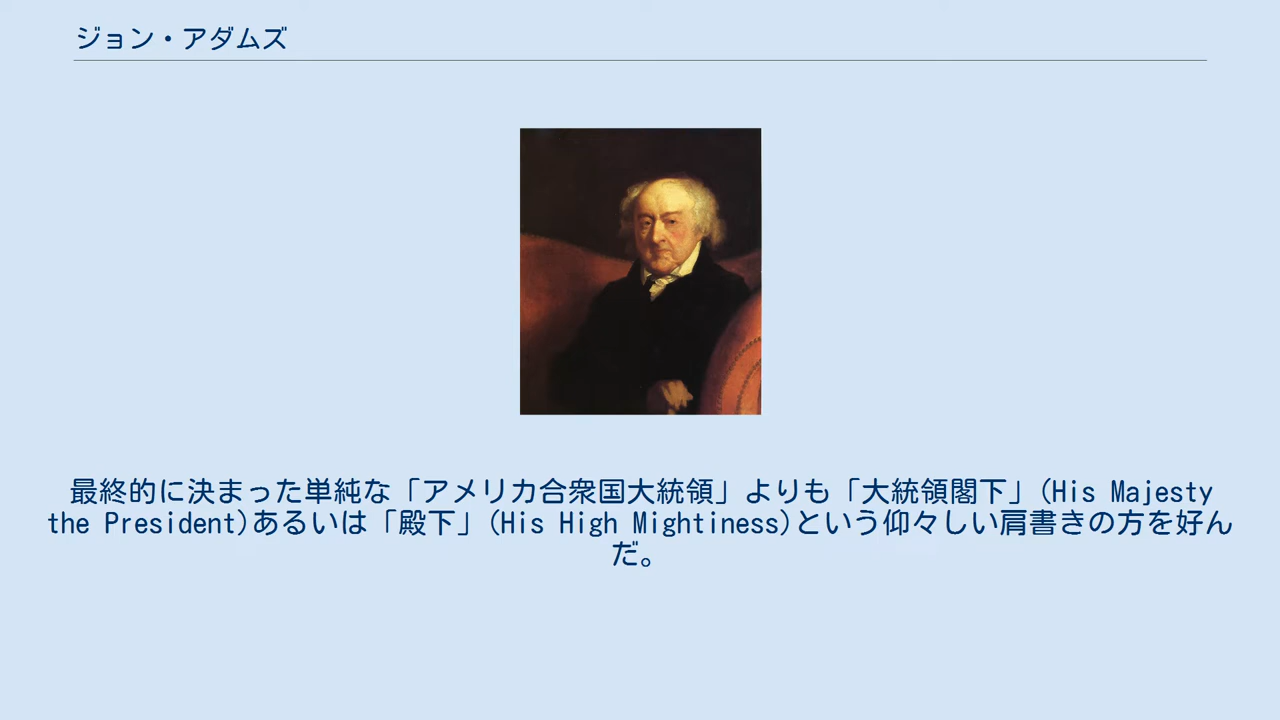 ジョン・アダムズ
最終的に決まった単純な「アメリカ合衆国大統領」よりも「大統領閣下」(His Majesty
the President)あるいは「殿下」(His High Mightiness)という仰々しい肩書きの方を好ん
だ。